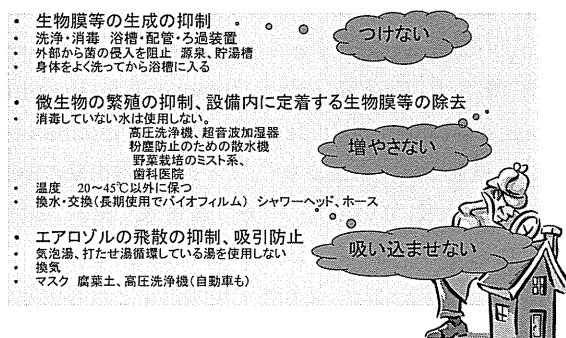 ・ 生物膜等の生成の抑制
・ 洗浄・消毒 浴槽・配管・ろ過装置
・ 外部から菌の侵入を阻止 源泉、貯湯槽
・ 身体をよく洗ってから浴槽に入る
つけない
・ 微生物の繁殖の抑制、設備内に定着する生物膜等の除去
・ 消毒していない水は使用しない。
高圧洗浄機、超音波加湿器
粉塵防止のための散水機
野菜栽培のミスト系、
歯科医院
・ 温度 20～45℃以外に保つ
・ 換水・交換(長期使用でバイオフィルム) シャワーヘッド、ホース
増やさない
・ エアロゾルの飛散の抑制、吸引防止
・ 気泡湯、打たせ湯循環している湯を使用しない
・ 換気
・ マスク 腐葉土、高圧洗浄機(自動車も)
吸い込ませない